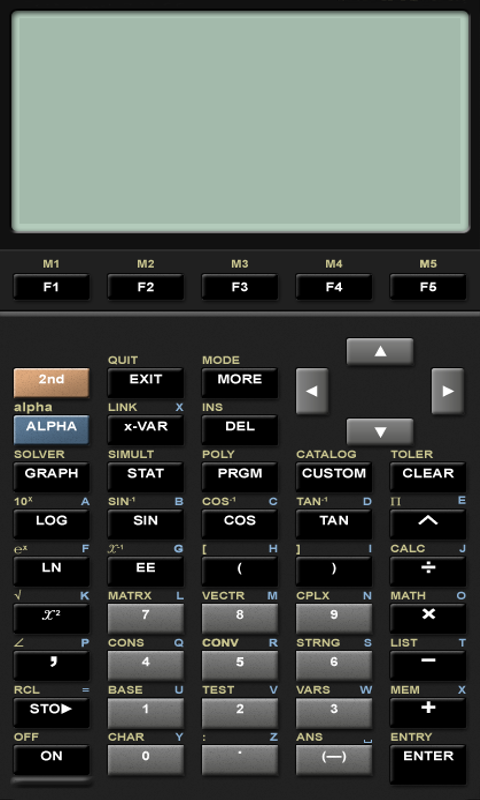 M1 M2 M3 M4 M5
F1 F2 F3 F4 F5
QUIT MODE
2nd EXIT MORE ▲
◀ ▶
alpha LINK X INS
ALPHA x-VAR DEL ▼
SOLVER SIMULT POLY CATALOG TOLER
GRAPH STAT PRGM CUSTOM CLEAR
10ˣ A SIN⁻¹ B COS⁻¹ C TAN⁻¹ D Π E
LOG SIN COS TAN ^
eˣ F x⁻¹ G [ H ] I CALC J
LN EE ( ) ÷
√ K MATRX L VECTR M CPLX N MATH O
x² 7 8 9 ×
∠ P CONS Q CONV R STRNG S LIST T
, 4 5 6 −
RCL = BASE U TEST V VARS W MEM X
STO▶ 1 2 3 +
OFF CHAR Y : Z ANS ⎵ ENTRY
ON 0 . (—) ENTER